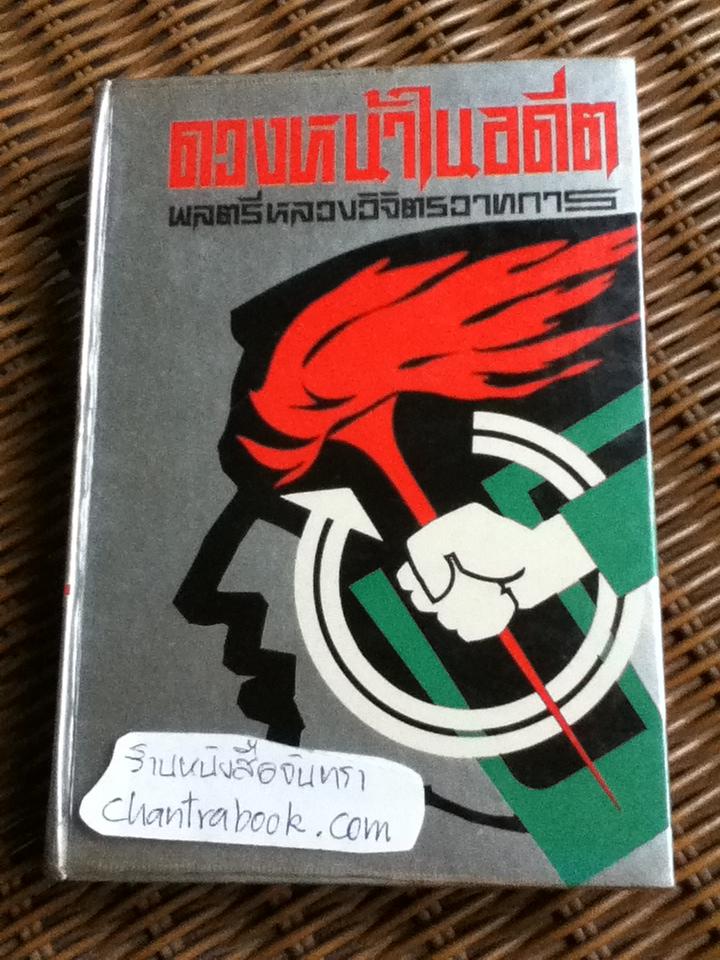 ดวงหน้าในอดีต
พลตรีหลวงวิจิตรวาทการ
ร้านหนังสือจันทรา
chantrabook.com